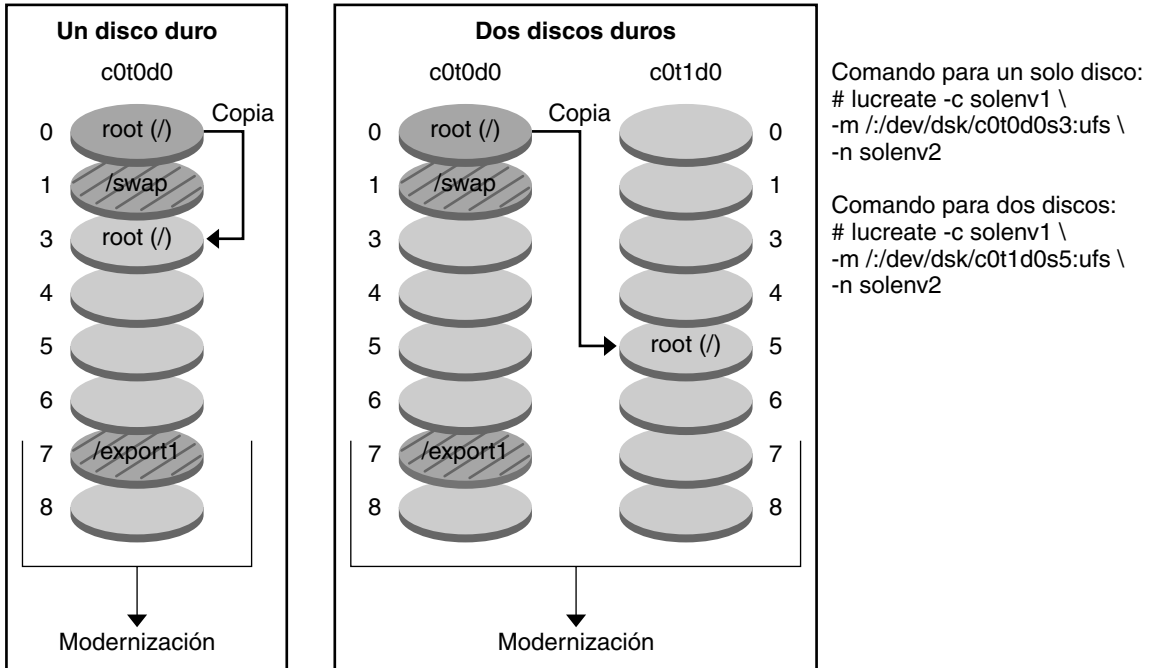 Un disco duro
c0t0d0
Copia
0 root (/)
1 /swap
3 root (/)
4
5
6
7 /export1
8
Modernización
Dos discos duros
c0t0d0 c0t1d0
Copia
0 root (/) 0
1 /swap 1
3 3
4 4
5 root (/) 5
6 6
7 /export1 7
8 8
Modernización
Comando para un solo disco:
# lucreate -c solenv1 \
-m /:/dev/dsk/c0t0d0s3:ufs \
-n solenv2
Comando para dos discos:
# lucreate -c solenv1 \
-m /:/dev/dsk/c0t1d0s5:ufs \
-n solenv2